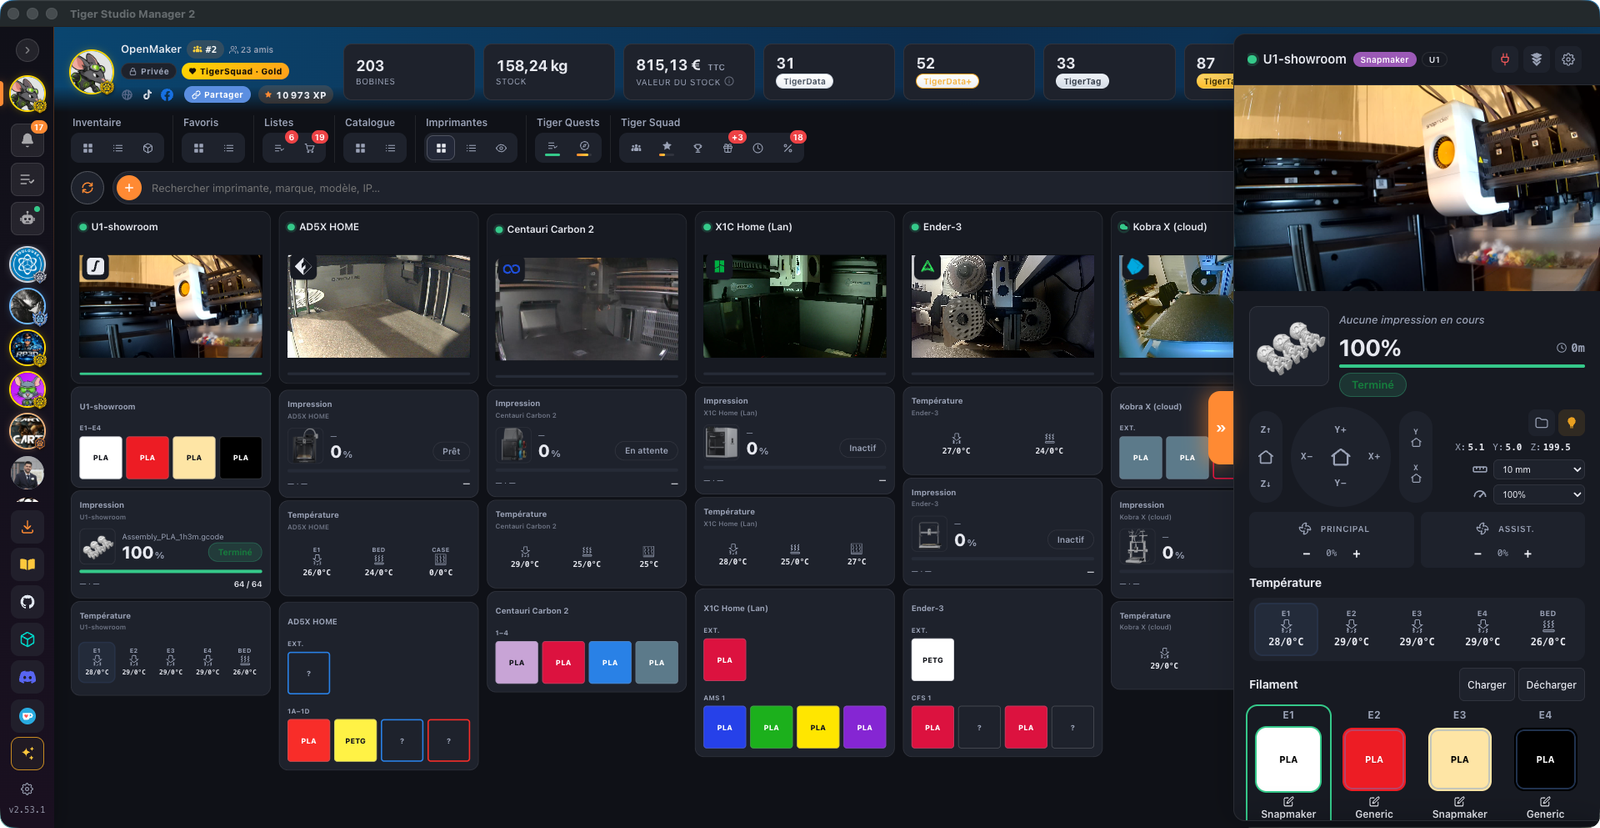 Tiger Studio Manager 2
OpenMaker #2 23 amis
Privée TigerSquad · Gold
Partager 10 973 XP
203
BOBINES
158,24 kg
STOCK
815,13 € TTC
VALEUR DU STOCK
31
TigerData
52
TigerData+
33
TigerTag
87
TigerTa
17
Inventaire
Favoris
Listes
6
19
Catalogue
Imprimantes
Tiger Quests
Tiger Squad
+3
18
Rechercher imprimante, marque, modèle, IP...
U1-showroom
U1-showroom
E1–E4
PLA PLA PLA PLA
Impression
U1-showroom
Assembly_PLA_1h3m.gcode
100 % Terminé
— · — 64 / 64
Température
U1-showroom
E1 E2 E3 E4 BED
28/0°C 29/0°C 29/0°C 29/0°C 26/0°C
AD5X HOME
Impression
AD5X HOME
—
0 % Prêt
— · — —
Température
AD5X HOME
E1 BED CASE
26/0°C 24/0°C 0/0°C
AD5X HOME
EXT.
?
1A–1D
PLA PETG ? ?
Centauri Carbon 2
Impression
Centauri Carbon 2
—
0 % En attente
— · — —
Température
Centauri Carbon 2
29/0°C 25/0°C 25°C
Centauri Carbon 2
1–4
PLA PLA PLA PLA
X1C Home (Lan)
Impression
X1C Home (Lan)
—
0 % Inactif
— · — —
Température
X1C Home (Lan)
28/0°C 25/0°C 27°C
X1C Home (Lan)
EXT.
PLA
AMS 1
PLA PLA PLA PLA
Ender-3
Température
Ender-3
27/0°C 24/0°C
Impression
Ender-3
—
0 % Inactif
— · — —
Ender-3
EXT.
PETG
CFS 1
PLA ? PLA ?
Kobra X (cloud)
Kobra X (cloud)
EXT.
PLA PLA
»
Impression
Kobra X (cloud)
—
0 %
— · —
Température
Kobra X (cloud)
29/0°C
v2.53.1
U1-showroom Snapmaker U1
Aucune impression en cours
100% 0m
Terminé
Z↑ Y+ Y
X− X+
X
Z↓ Y−
X: 5.1 Y: 5.0 Z: 199.5
10 mm
100%
PRINCIPAL
− 0% +
ASSIST.
− 0% +
Température
E1 E2 E3 E4 BED
28/0°C 29/0°C 29/0°C 29/0°C 26/0°C
Filament Charger Décharger
E1 E2 E3 E4
PLA PLA PLA PLA
Snapmaker Generic Snapmaker Generic